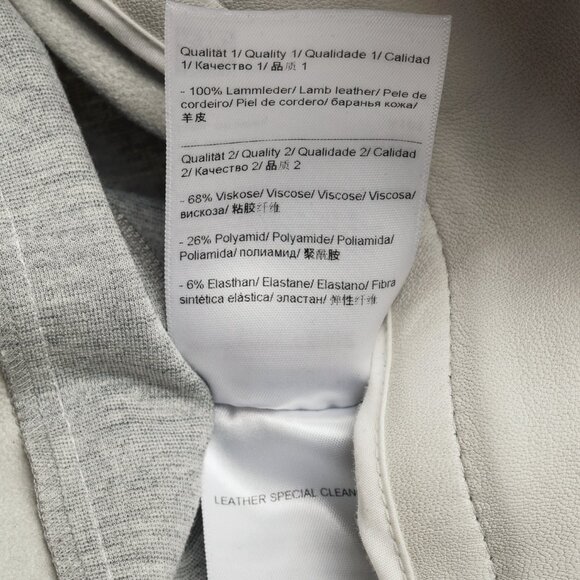 Qualität 1/ Quality 1/ Qualidade 1/ Calidad
1/ Качество 1/ 品质 1
- 100% Lammleder/ Lamb leather/ Pele de
cordeiro/ Piel de cordero/ баранья кожа/
羊皮
Qualität 2/ Quality 2/ Qualidade 2/ Calidad
2/ Качество 2/ 品质 2
- 68% Viskose/ Viscose/ Viscose/ Viscosa/
вискоза/ 粘胶纤维
- 26% Polyamid/ Polyamide/ Poliamida/
Poliamida/ полиамид/ 聚酰胺
- 6% Elasthan/ Elastane/ Elastano/ Fibra
sintética elástica/ эластан/ 弹性纤维
LEATHER SPECIAL CLEAN